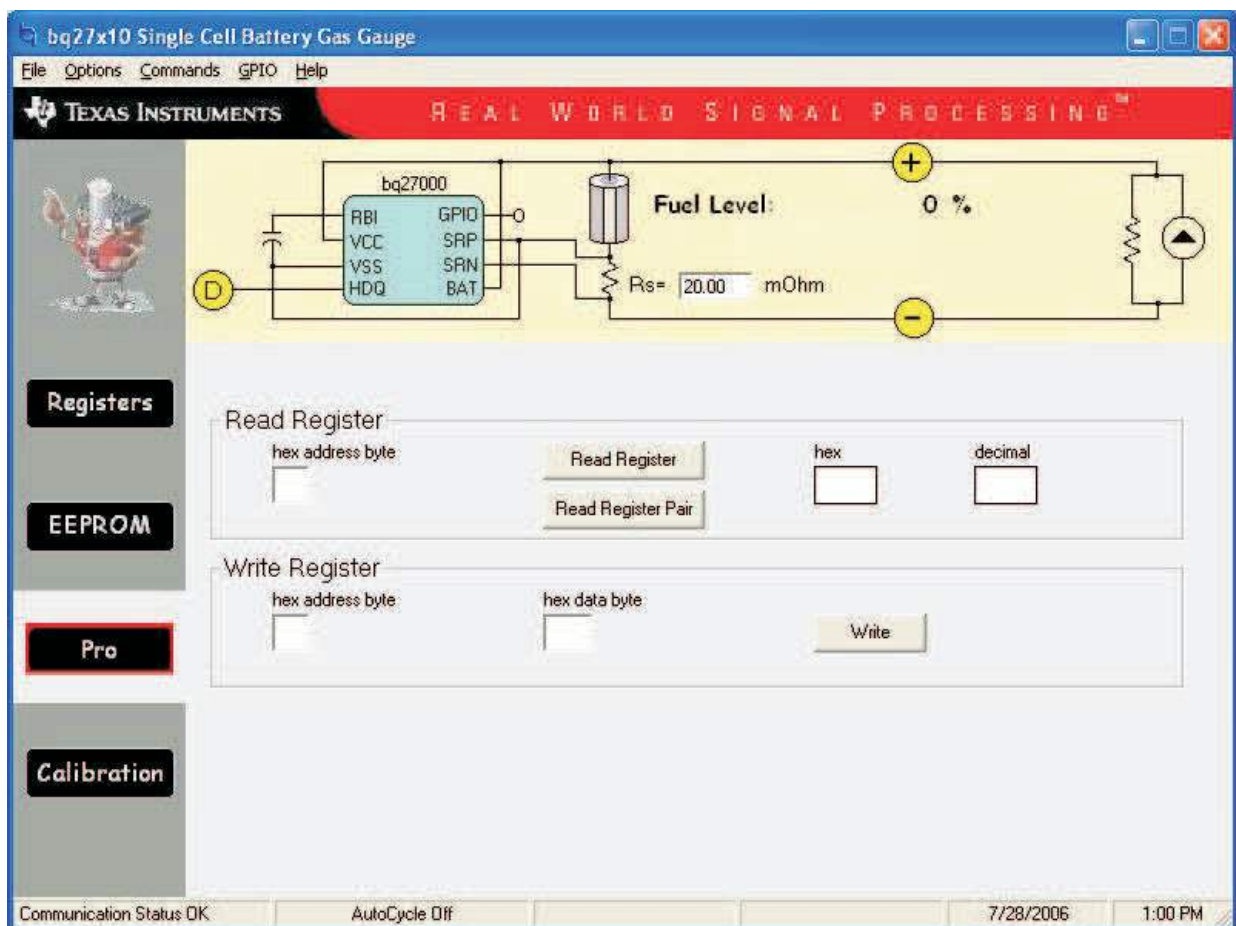 bq27x10 Single Cell Battery Gas Gauge
File Options Commands GPIO Help
TEXAS INSTRUMENTS REAL WORLD SIGNAL PROCESSING™
bq27000
RBI GPIO
VCC SRP
VSS SRN
HDQ BAT
D
Fuel Level: 0 %
Rs= 20.00 mOhm
+
−
Registers
EEPROM
Pro
Calibration
Read Register
hex address byte
Read Register
Read Register Pair
hex
decimal
Write Register
hex address byte
hex data byte
Write
Communication Status OK AutoCycle Off 7/28/2006 1:00 PM